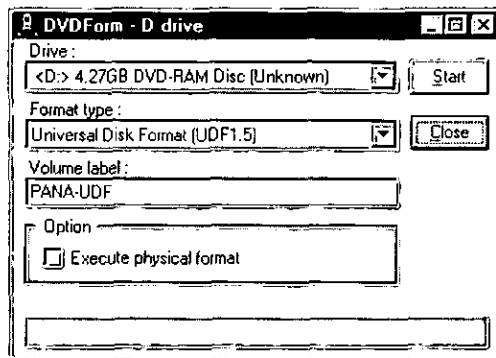 DVDForm - D drive
Drive :
<D:> 4.27GB DVD-RAM Disc (Unknown)
Start
Format type :
Universal Disk Format (UDF1.5)
Close
Volume label :
PANA-UDF
Option
Execute physical format